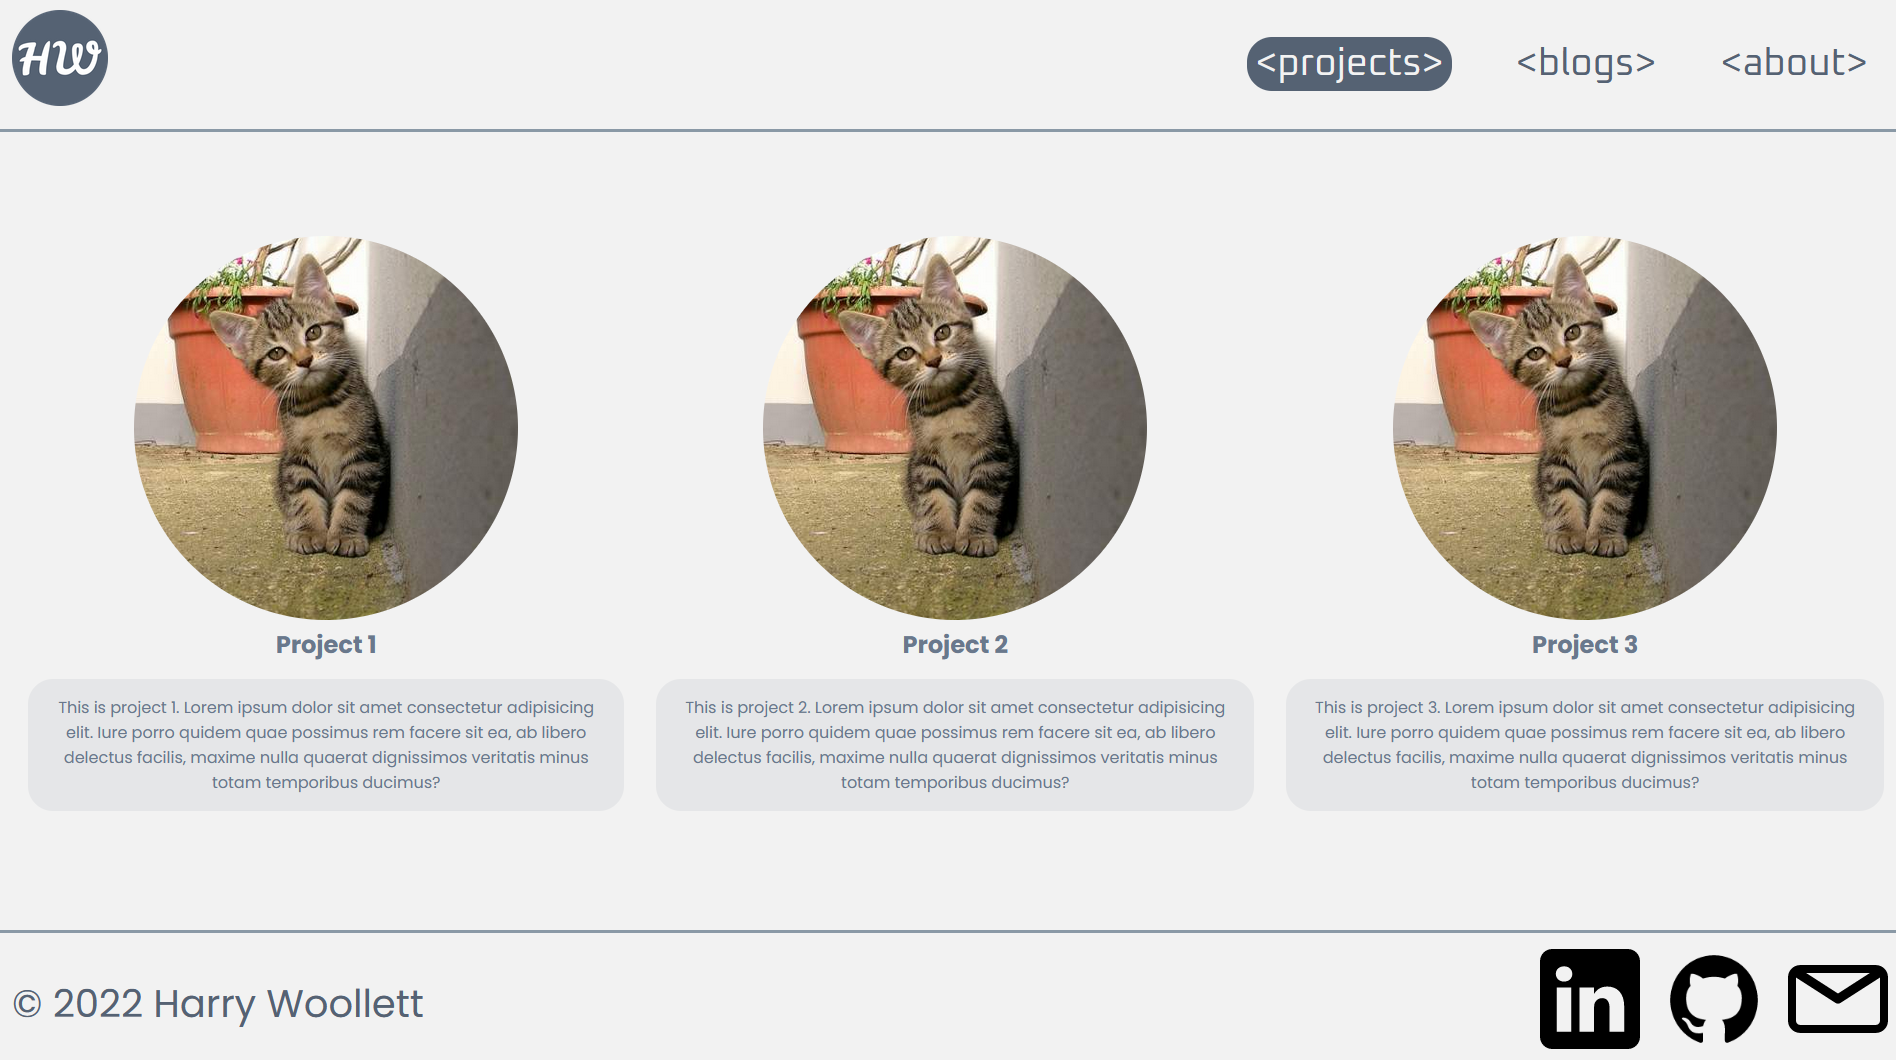 HW
<projects> <blogs> <about>
Project 1
This is project 1. Lorem ipsum dolor sit amet consectetur adipisicing
elit. Iure porro quidem quae possimus rem facere sit ea, ab libero
delectus facilis, maxime nulla quaerat dignissimos veritatis minus
totam temporibus ducimus?
Project 2
This is project 2. Lorem ipsum dolor sit amet consectetur adipisicing
elit. Iure porro quidem quae possimus rem facere sit ea, ab libero
delectus facilis, maxime nulla quaerat dignissimos veritatis minus
totam temporibus ducimus?
Project 3
This is project 3. Lorem ipsum dolor sit amet consectetur adipisicing
elit. Iure porro quidem quae possimus rem facere sit ea, ab libero
delectus facilis, maxime nulla quaerat dignissimos veritatis minus
totam temporibus ducimus?
© 2022 Harry Woollett
in